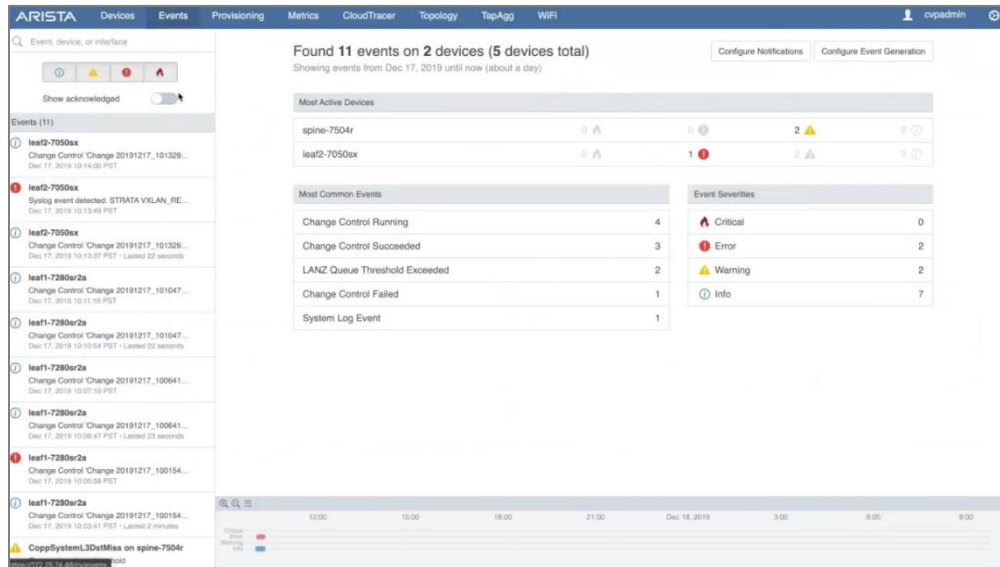 ARISTA Devices Events Provisioning Metrics CloudTracer Topology TapAgg WiFi cvpadmin
Event, device, or interface
Show acknowledged
Events (11)
leaf2-7050sx
Change Control 'Change 20191217_101329...
Dec 17, 2019 10:14:00 PST
leaf2-7050sx
Syslog event detected: STRATA VXLAN_RE...
Dec 17, 2019 10:13:49 PST
leaf2-7050sx
Change Control 'Change 20191217_101329...
Dec 17, 2019 10:13:37 PST • Lasted 22 seconds
leaf1-7280sr2a
Change Control 'Change 20191217_101047...
Dec 17, 2019 10:11:16 PST
leaf1-7280sr2a
Change Control 'Change 20191217_101047...
Dec 17, 2019 10:10:54 PST • Lasted 22 seconds
leaf1-7280sr2a
Change Control 'Change 20191217_100641...
Dec 17, 2019 10:07:10 PST
leaf1-7280sr2a
Change Control 'Change 20191217_100641...
Dec 17, 2019 10:06:47 PST • Lasted 23 seconds
leaf1-7280sr2a
Change Control 'Change 20191217_100154...
Dec 17, 2019 10:05:58 PST
leaf1-7280sr2a
Change Control 'Change 20191217_100154...
Dec 17, 2019 10:03:41 PST • Lasted 2 minutes
CoppSystemL3DstMiss on spine-7504r
Found 11 events on 2 devices (5 devices total)
Showing events from Dec 17, 2019 until now (about a day)
Configure Notifications Configure Event Generation
Most Active Devices
spine-7504r 0 0 2 0
leaf2-7050sx 0 1 0 0
Most Common Events
Change Control Running 4
Change Control Succeeded 3
LANZ Queue Threshold Exceeded 2
Change Control Failed 1
System Log Event 1
Event Severities
Critical 0
Error 2
Warning 2
Info 7
12:00 15:00 18:00 21:00 Dec 18, 2019 3:00 6:00 9:00
Critical
Error
Warning
Info